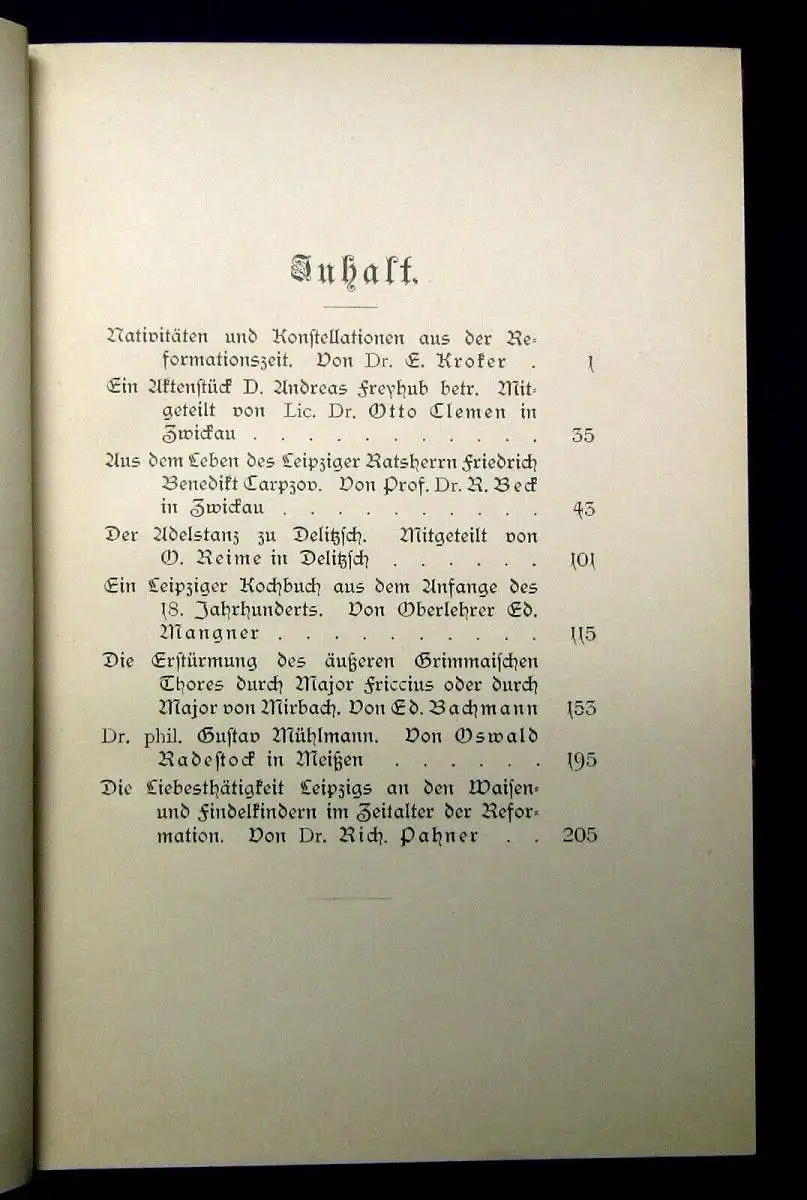 Inhalt.
Nativitäten und Konstellationen aus der Re-
formationszeit. Von Dr. E. Kroker . 1
Ein Aktenstück D. Andreas Freyhub betr. Mit-
geteilt von Lic. Dr. Otto Clemen in
Zwickau . . . . . . . . . . . 35
Aus dem Leben des Leipziger Ratsherrn Friedrich
Benedikt Carpzov. Von Prof. Dr. R. Beck
in Zwickau . . . . . . . . . . 43
Der Adelstanz zu Delitzsch. Mitgeteilt von
O. Reime in Delitzsch . . . . . . 101
Ein Leipziger Kochbuch aus dem Anfange des
18. Jahrhunderts. Von Oberlehrer Ed.
Mangner . . . . . . . . . . 115
Die Erstürmung des äußeren Grimmaischen
Thores durch Major Friccius oder durch
Major von Mirbach. Von Ed. Bachmann 153
Dr. phil. Gustav Mühlmann. Von Oswald
Radestock in Meißen . . . . . . 195
Die Liebesthätigkeit Leipzigs an den Waisen-
und Findelkindern im Zeitalter der Refor-
mation. Von Dr. Rich. Pahner . . 205